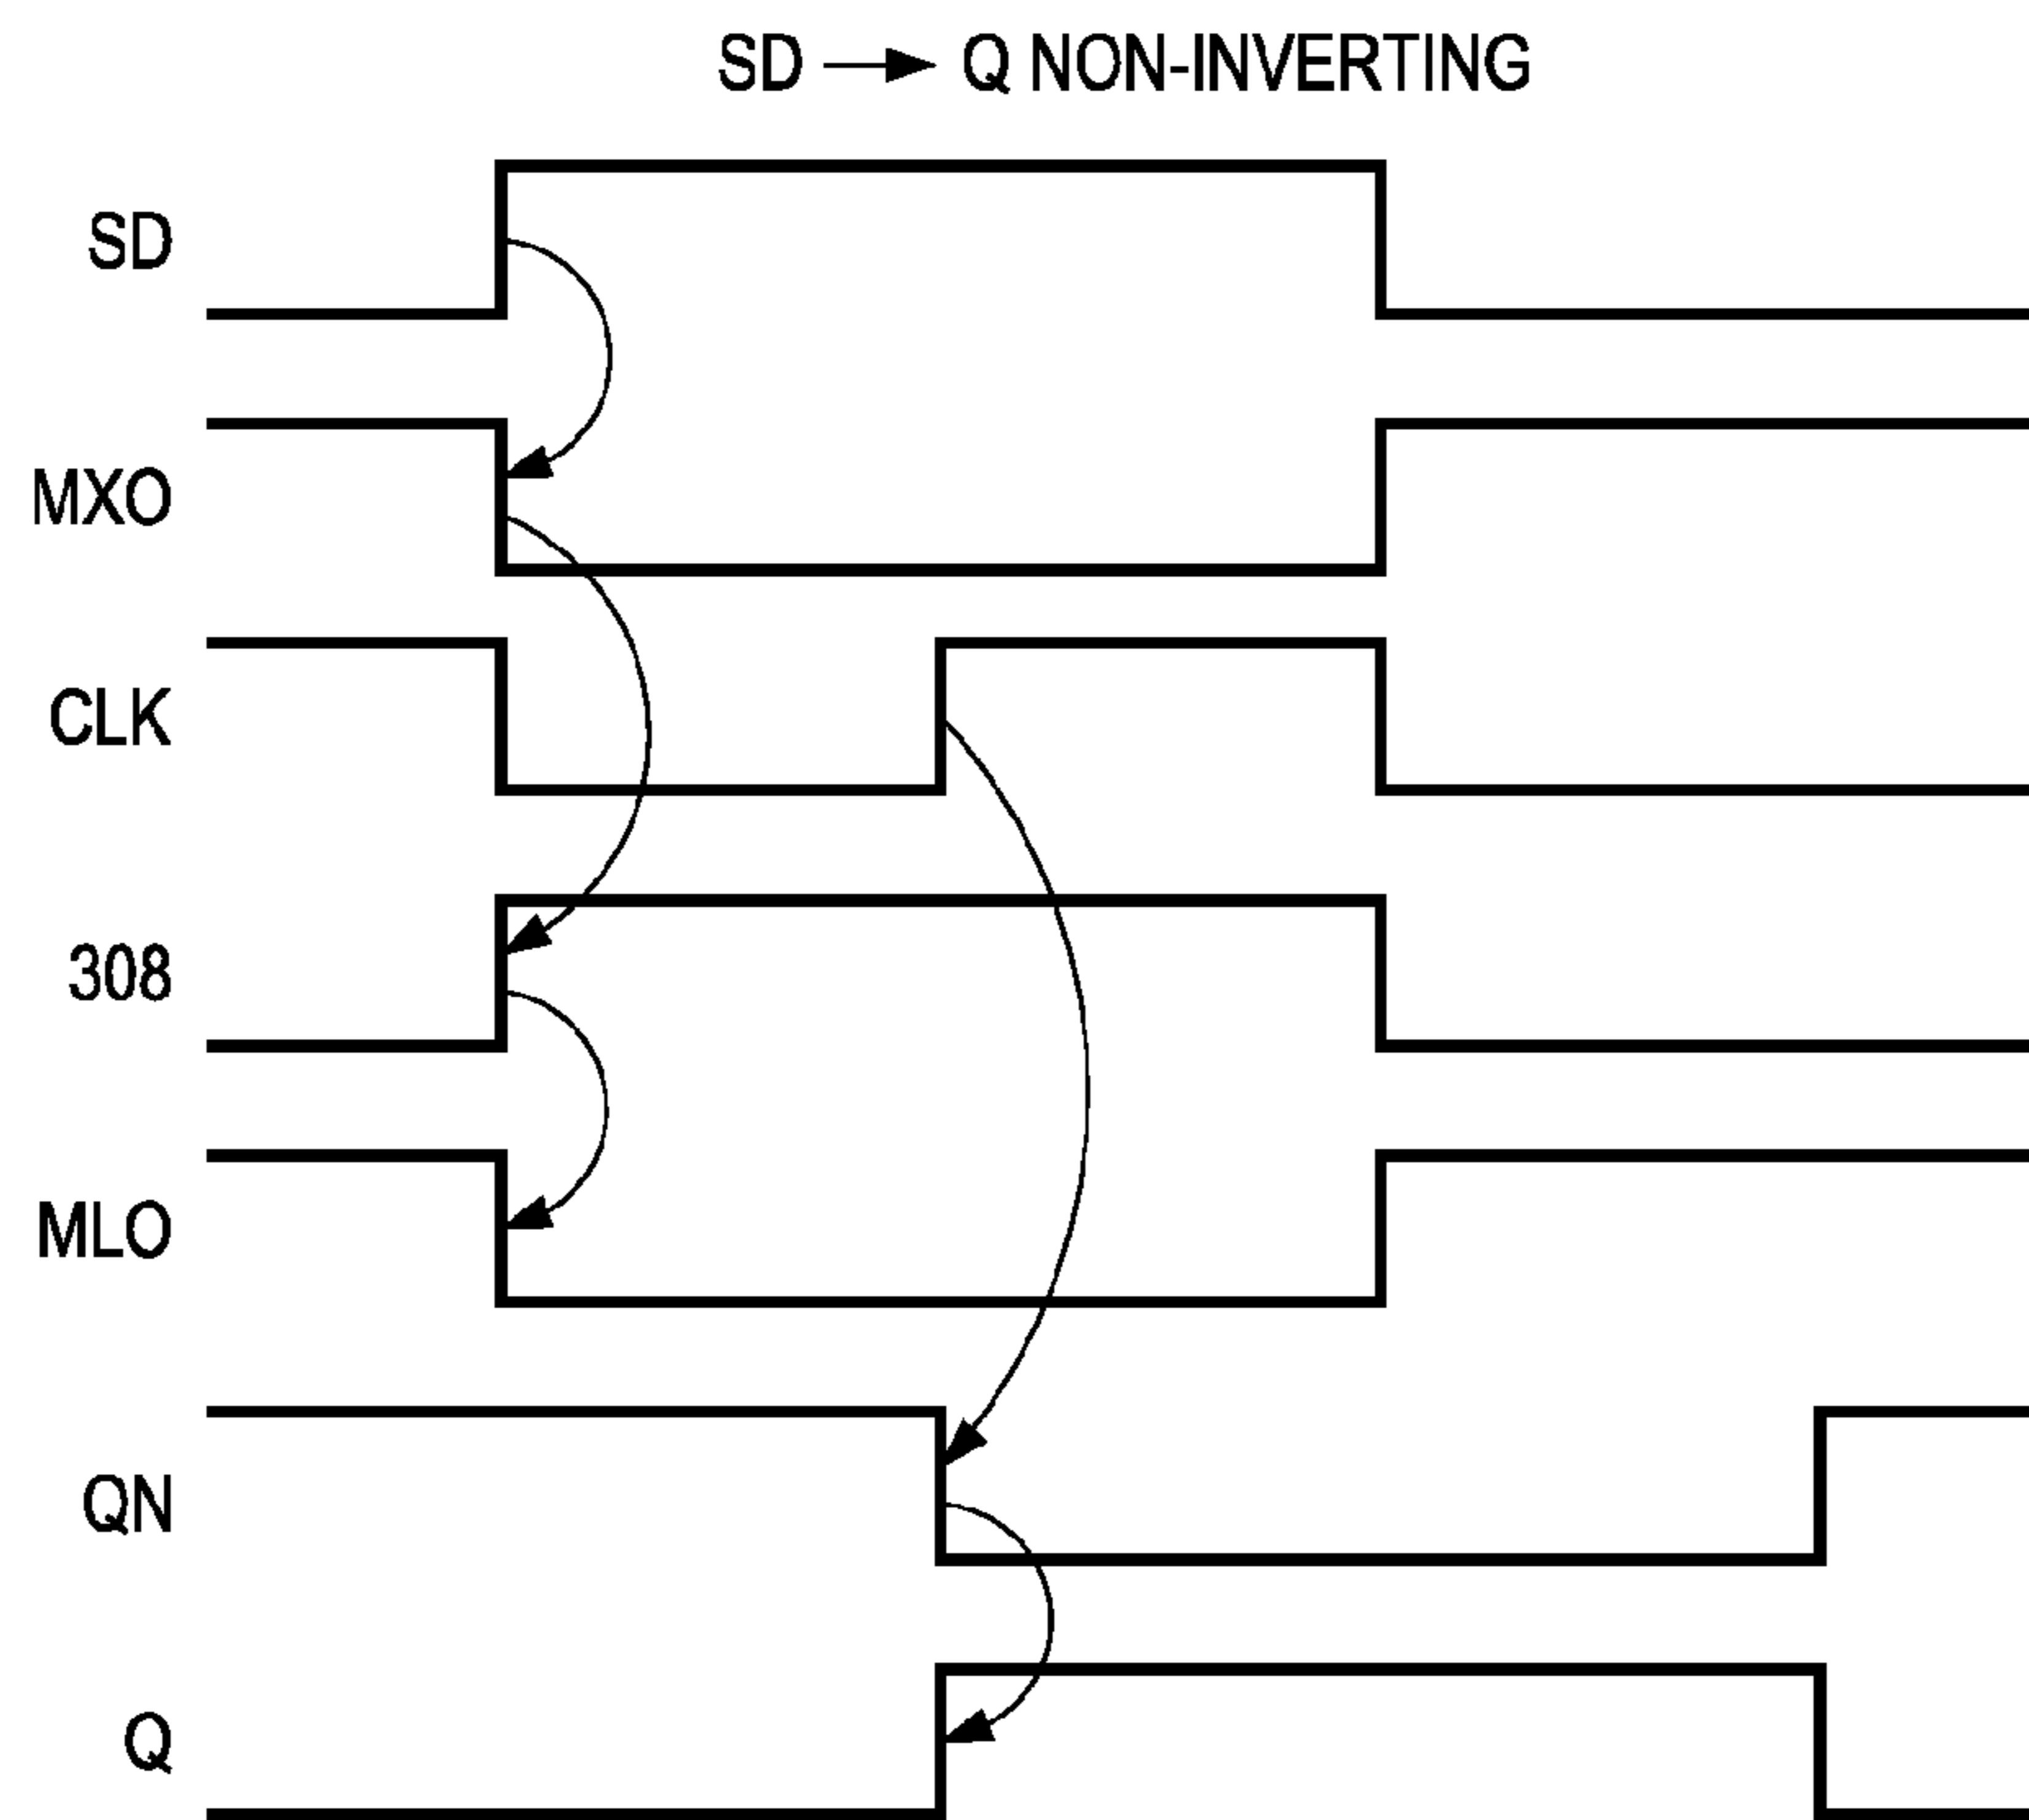 SD → Q NON-INVERTING
SD
MXO
CLK
308
MLO
QN
Q